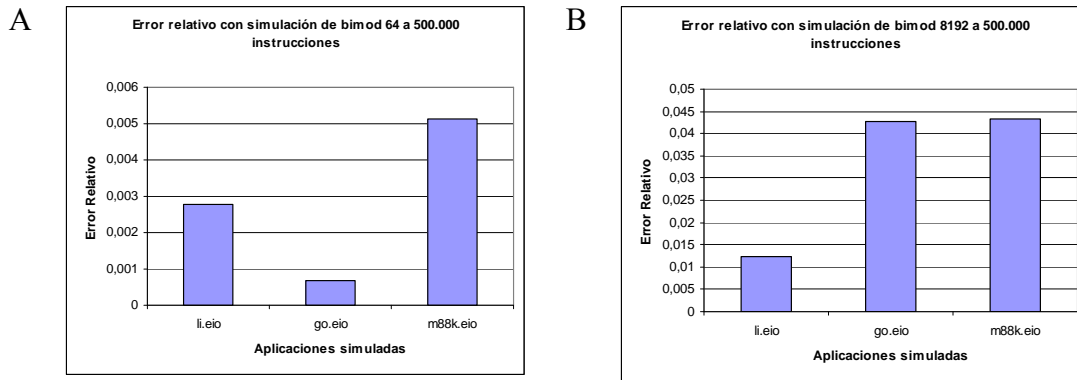 A
Error relativo con simulación de bimod 64 a 500.000
instrucciones
0,006
0,005
0,004
0,003
0,002
0,001
0
Error Relativo
li.eio
go.eio
m88k.eio
Aplicaciones simuladas
B
Error relativo con simulación de bimod 8192 a 500.000
instrucciones
0,05
0,045
0,04
0,035
0,03
0,025
0,02
0,015
0,01
0,005
0
Error Relativo
li.eio
go.eio
m88k.eio
Aplicaciones simuladas